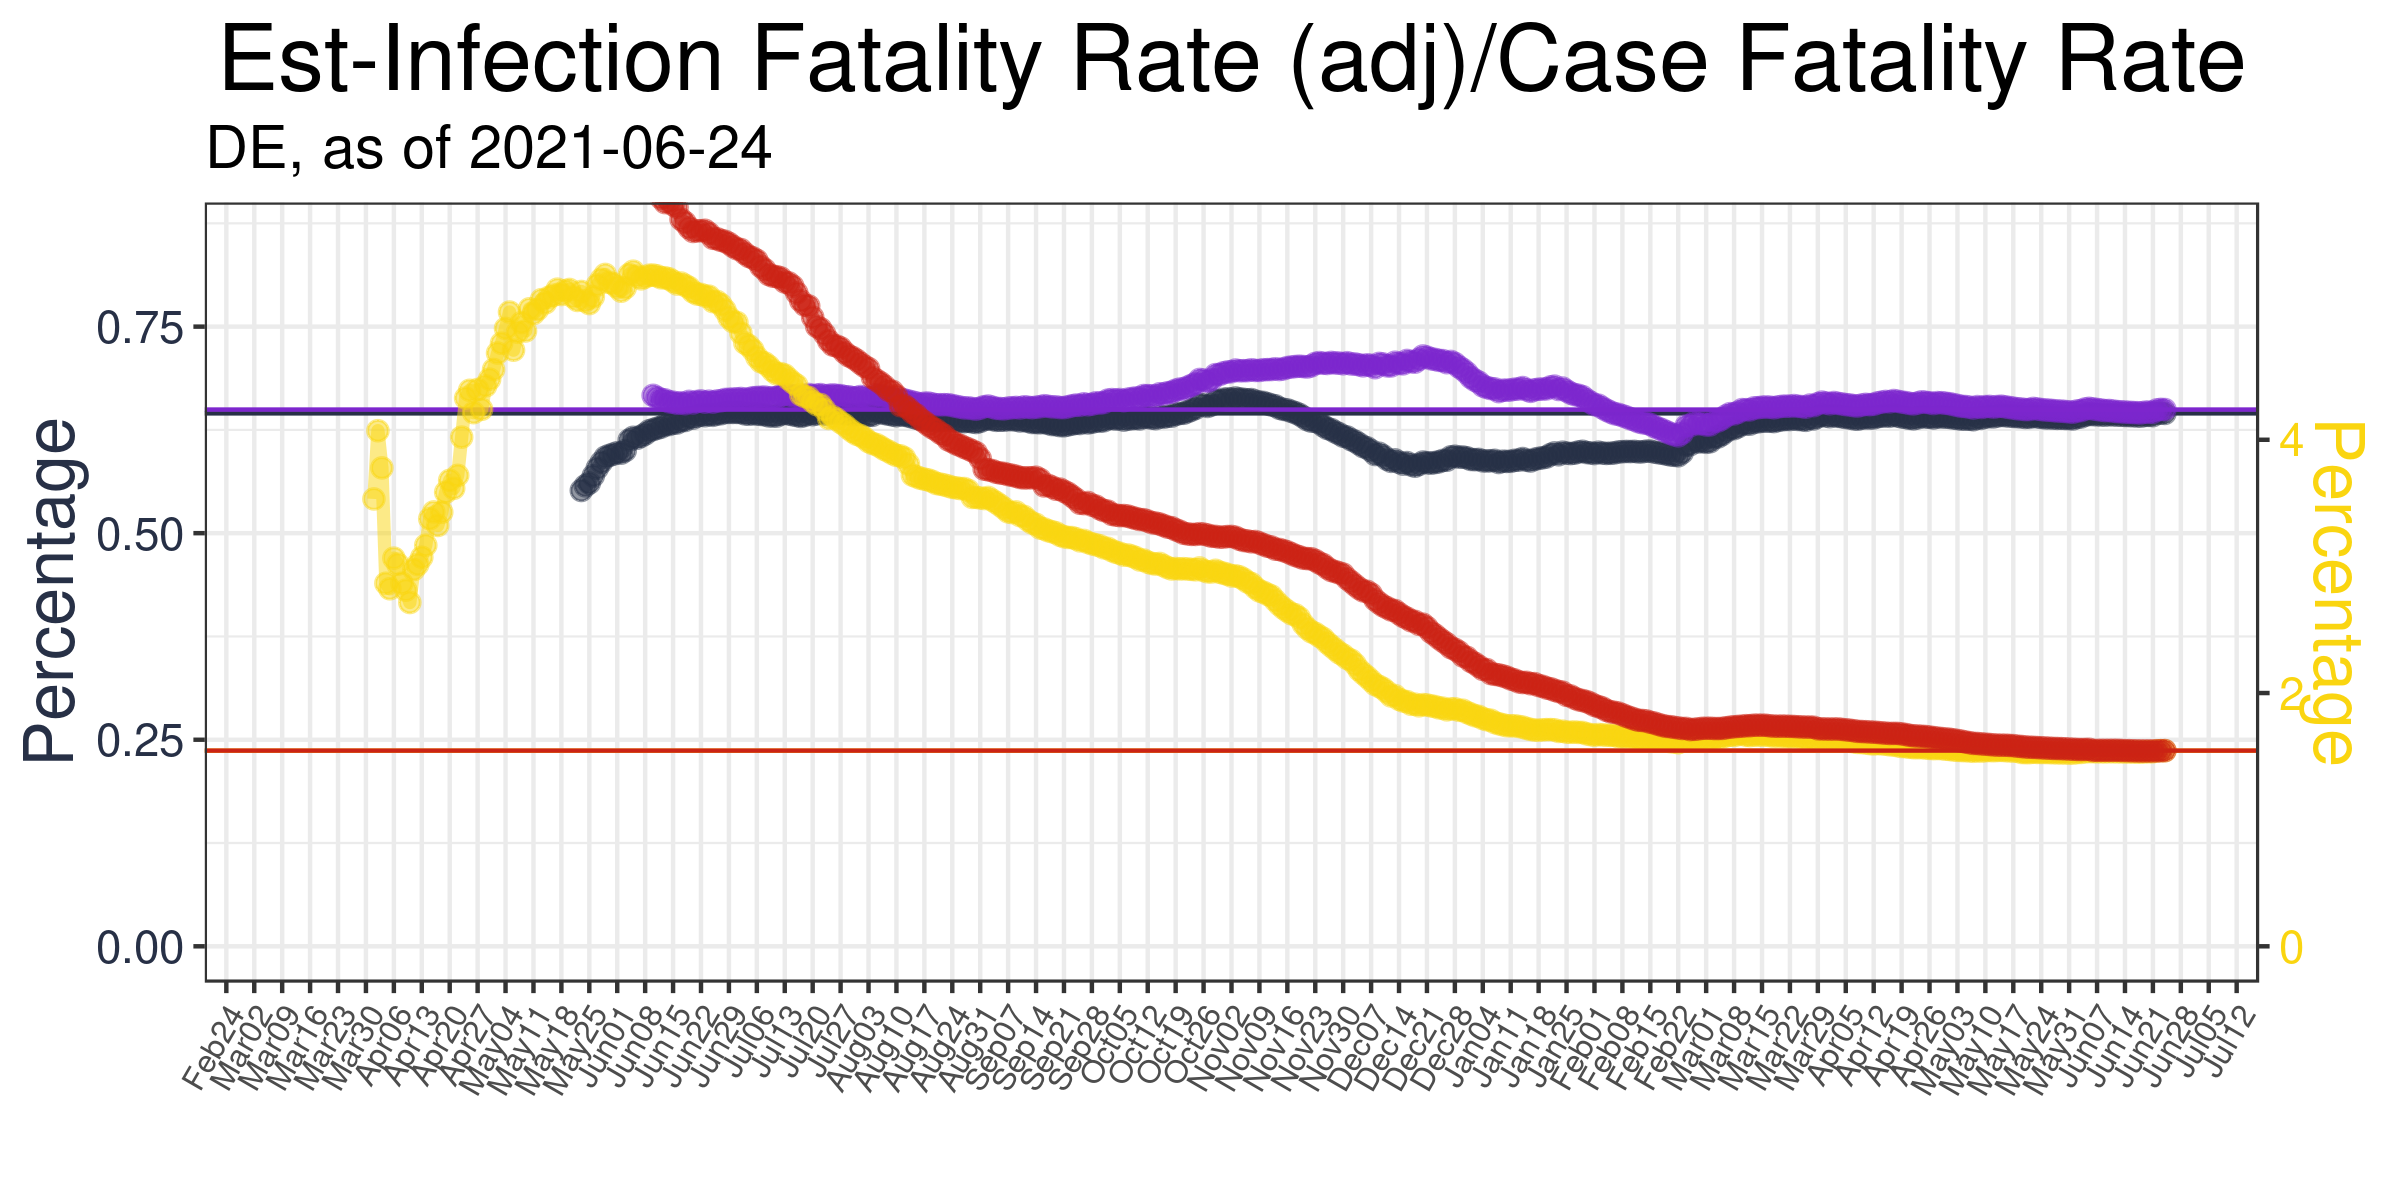 Est-Infection Fatality Rate (adj)/Case Fatality Rate
DE, as of 2021-06-24
Percentage
0.75
0.50
0.25
0.00
4
2
0
Percentage
Feb24
Mar02
Mar09
Mar16
Mar23
Mar30
Apr06
Apr13
Apr20
Apr27
May04
May11
May18
May25
Jun01
Jun08
Jun15
Jun22
Jun29
Jul06
Jul13
Jul20
Jul27
Aug03
Aug10
Aug17
Aug24
Aug31
Sep07
Sep14
Sep21
Sep28
Oct05
Oct12
Oct19
Oct26
Nov02
Nov09
Nov16
Nov23
Nov30
Dec07
Dec14
Dec21
Dec28
Jan04
Jan11
Jan18
Jan25
Feb01
Feb08
Feb15
Feb22
Mar01
Mar08
Mar15
Mar22
Mar29
Apr05
Apr12
Apr19
Apr26
May03
May10
May17
May24
May31
Jun07
Jun14
Jun21
Jun28
Jul05
Jul12